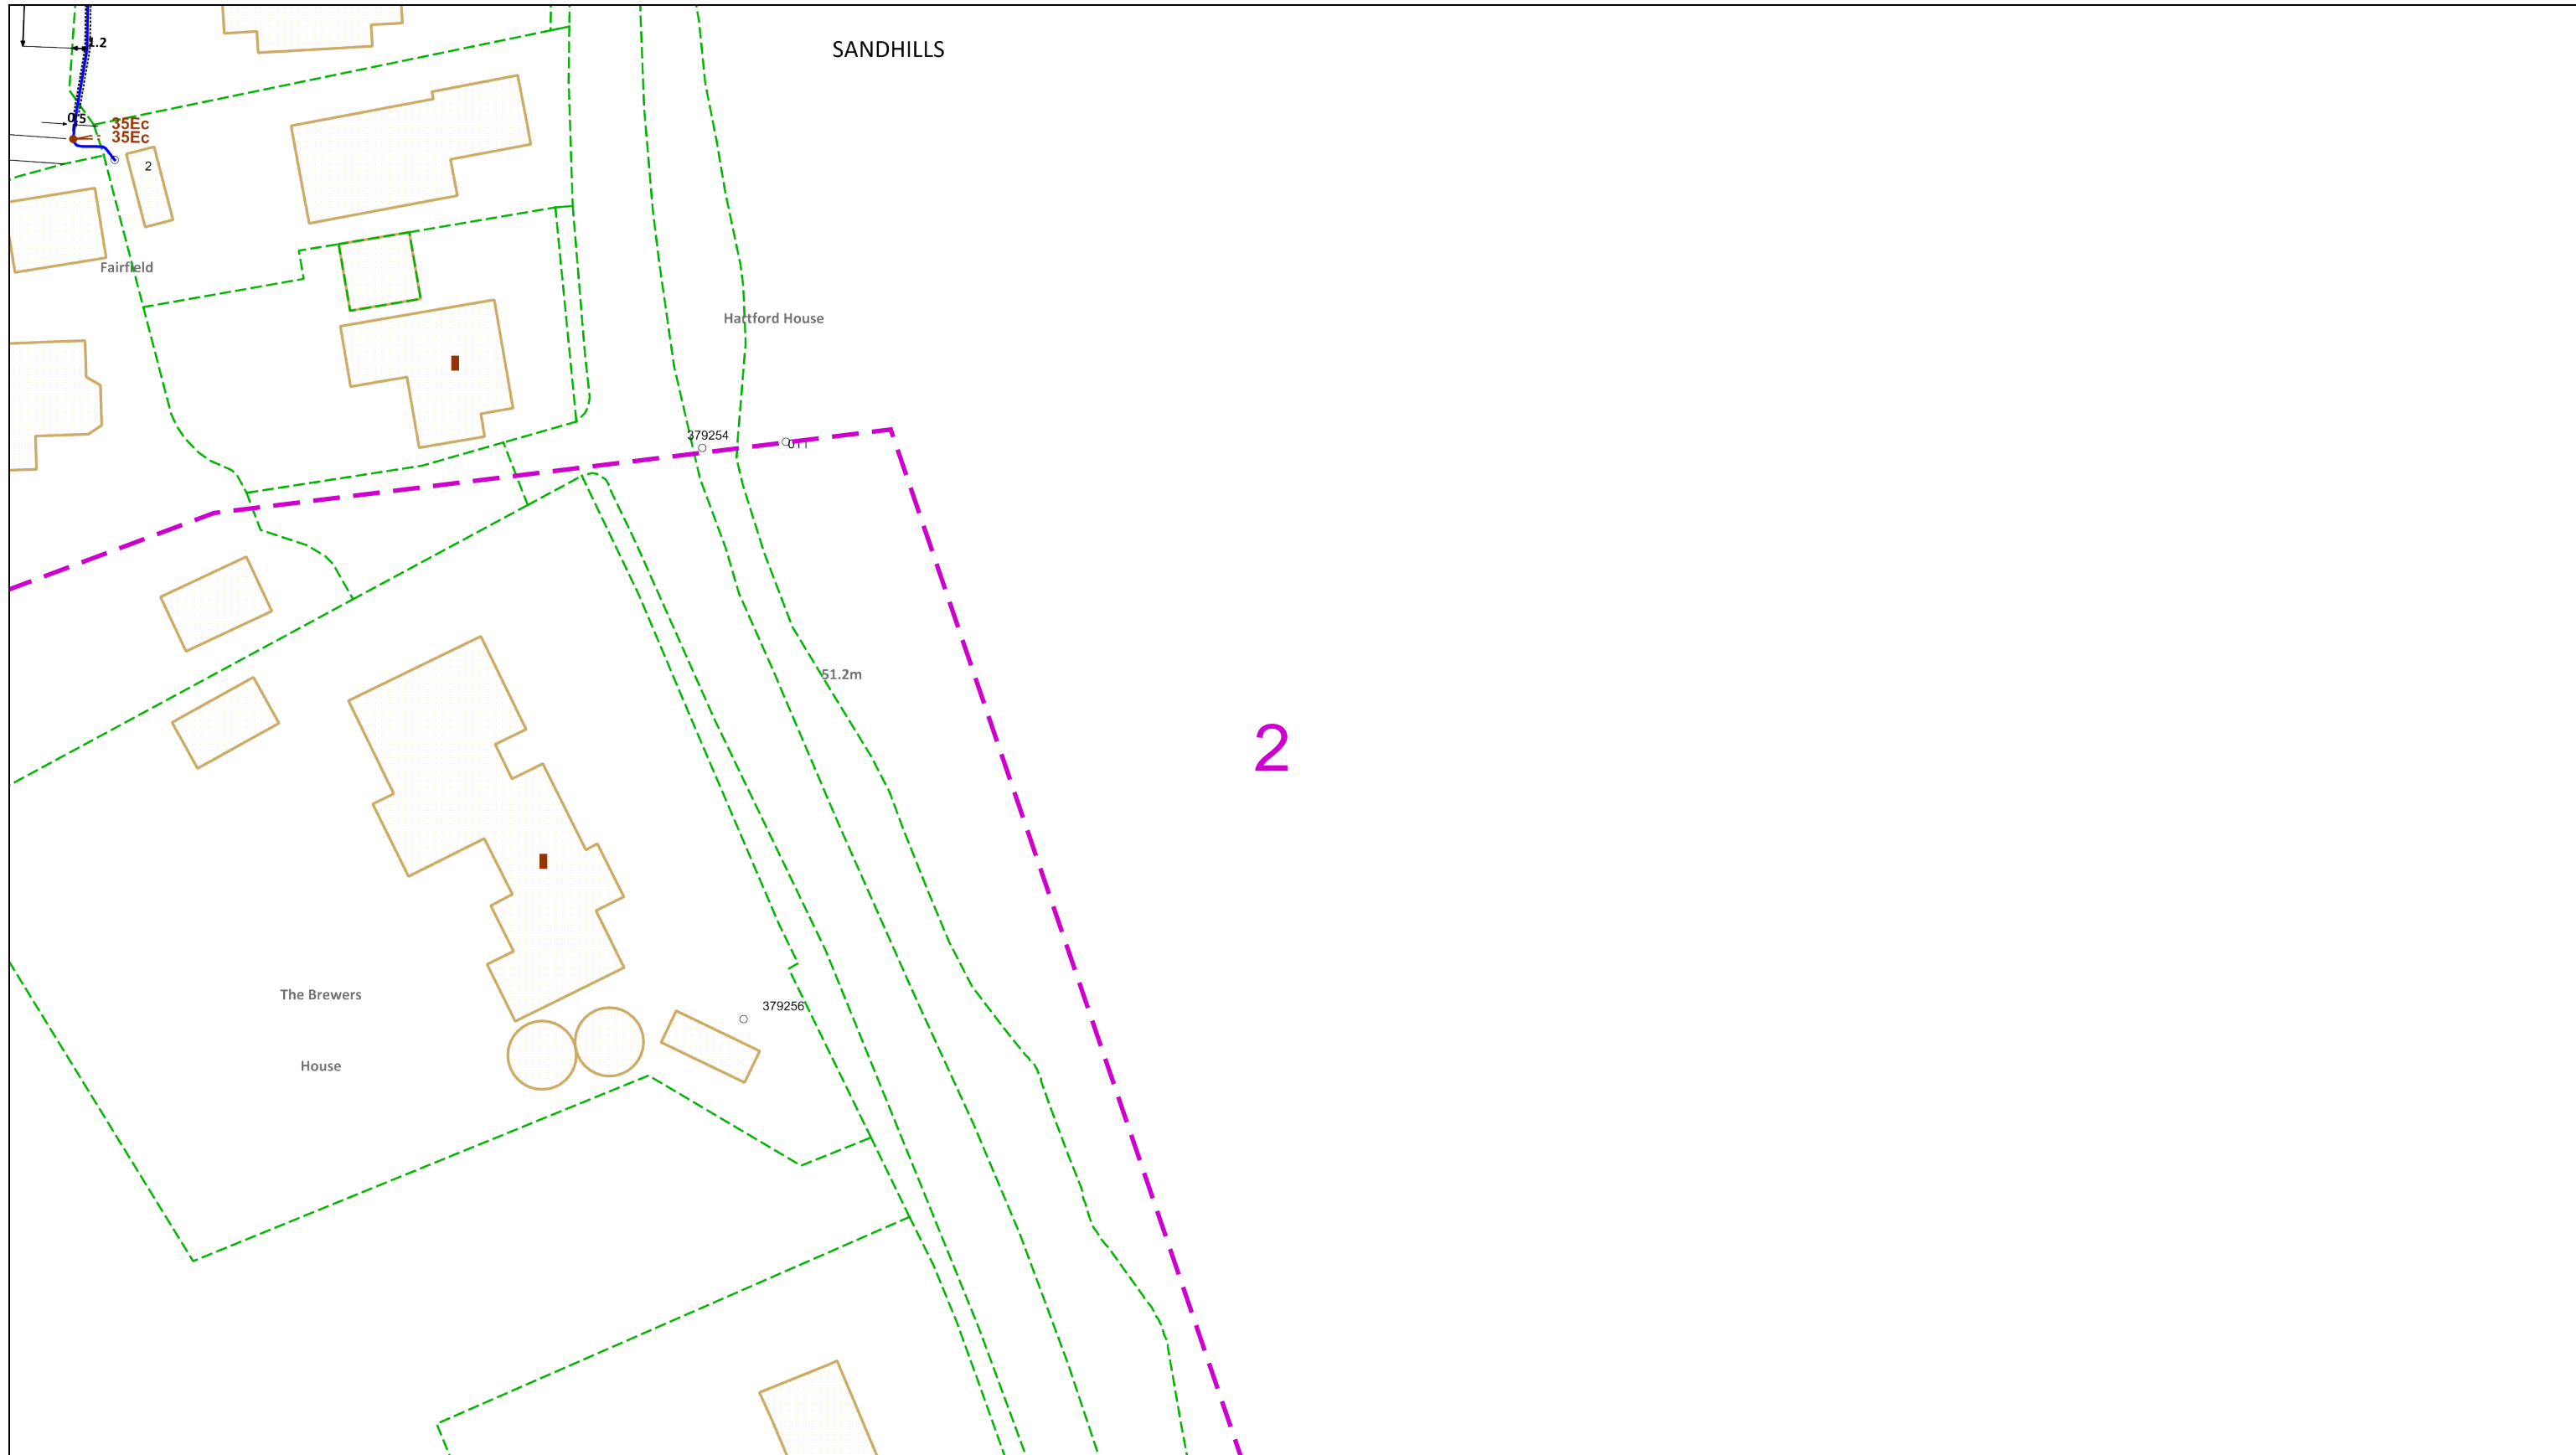 1.2
SANDHILLS
0.5
35Ec
35Ec
2
Fairfield
Hartford House
379254
011
51.2m
2
The Brewers
379256
House